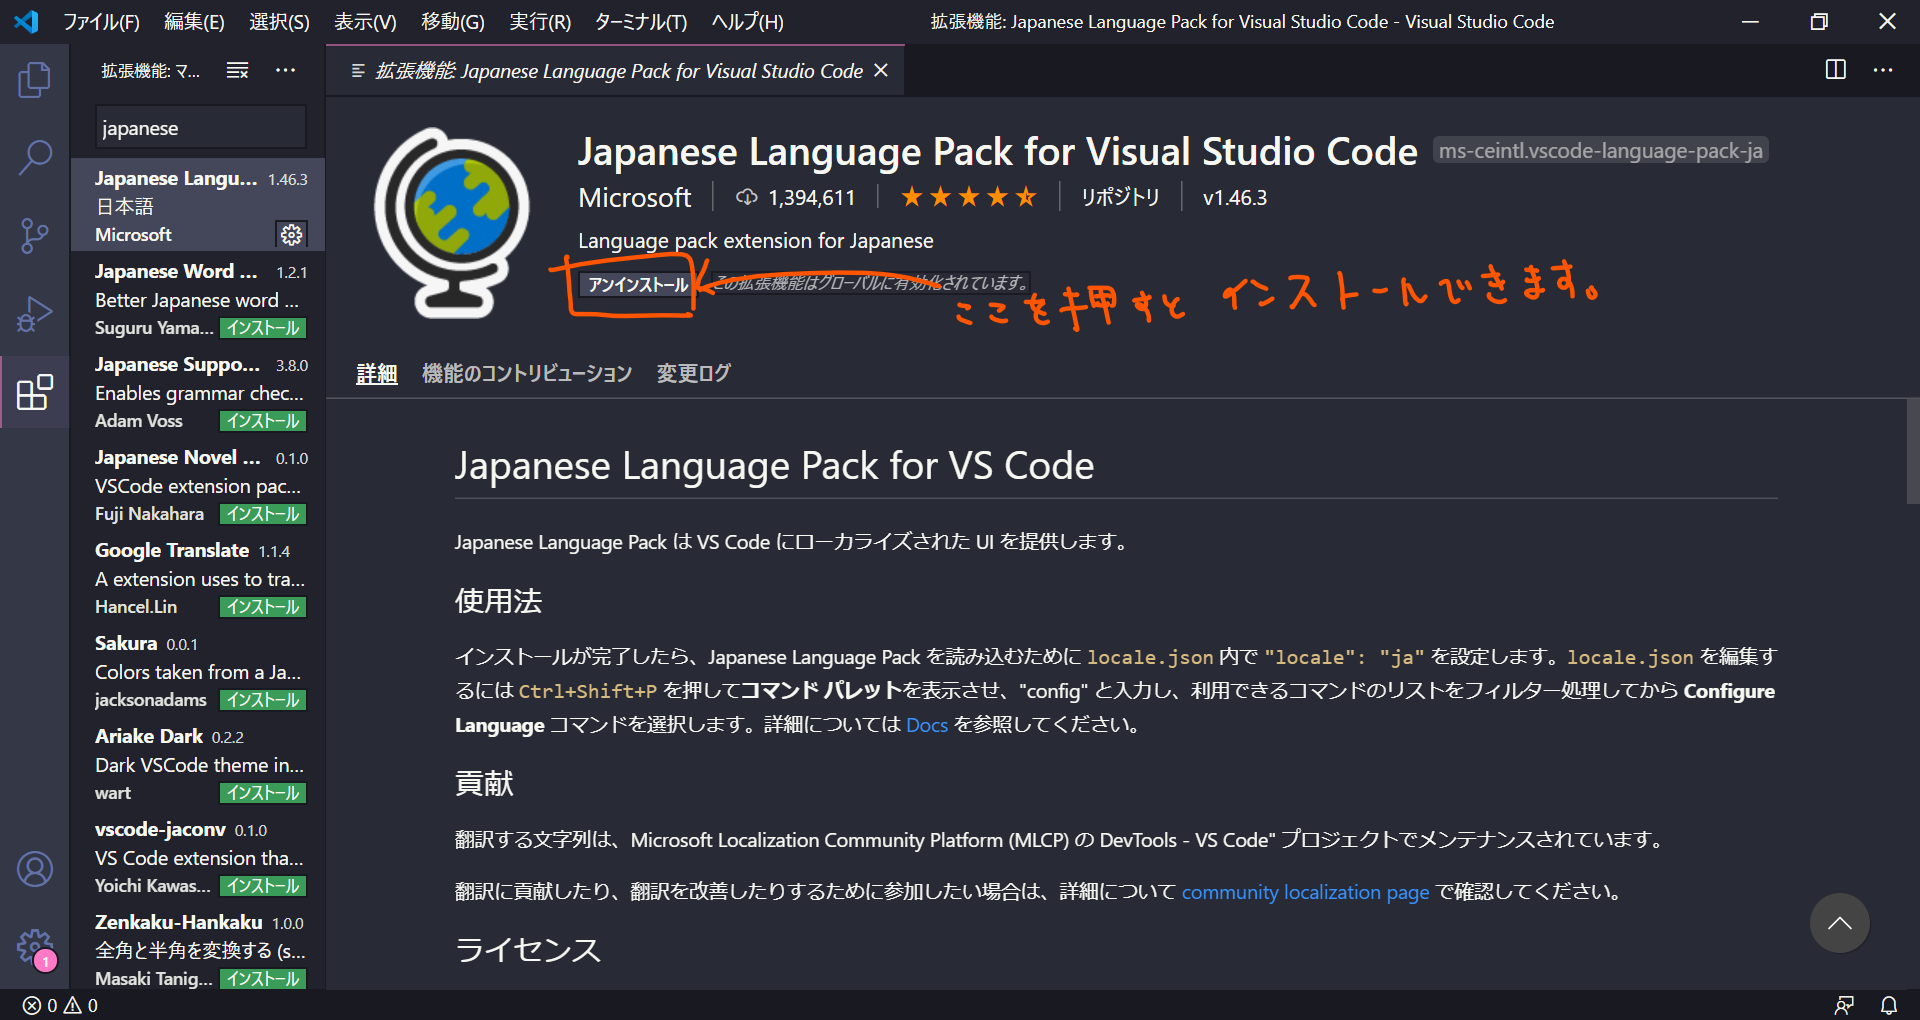 ファイル(F) 編集(E) 選択(S) 表示(V) 移動(G) 実行(R) ターミナル(T) ヘルプ(H) 拡張機能: Japanese Language Pack for Visual Studio Code - Visual Studio Code
拡張機能: マ...
拡張機能: Japanese Language Pack for Visual Studio Code
japanese
Japanese Langu... 1.46.3
日本語
Microsoft
Japanese Word ... 1.2.1
Better Japanese word ...
Suguru Yama... インストール
Japanese Suppo... 3.8.0
Enables grammar chec...
Adam Voss インストール
Japanese Novel ... 0.1.0
VSCode extension pac...
Fuji Nakahara インストール
Google Translate 1.1.4
A extension uses to tra...
Hancel.Lin インストール
Sakura 0.0.1
Colors taken from a Ja...
jacksonadams インストール
Ariake Dark 0.2.2
Dark VSCode theme in...
wart インストール
vscode-jaconv 0.1.0
VS Code extension tha...
Yoichi Kawas... インストール
Zenkaku-Hankaku 1.0.0
全角と半角を変換する (s...
Masaki Tanig... インストール
Japanese Language Pack for Visual Studio Code ms-ceintl.vscode-language-pack-ja
Microsoft 1,394,611 リポジトリ v1.46.3
Language pack extension for Japanese
アンインストール この拡張機能はグローバルに有効化されています。
ここを押すと インストールできます。
詳細 機能のコントリビューション 変更ログ
Japanese Language Pack for VS Code
Japanese Language Pack は VS Code にローカライズされた UI を提供します。
使用法
インストールが完了したら、Japanese Language Pack を読み込むために locale.json 内で "locale": "ja" を設定します。locale.json を編集す
るには Ctrl+Shift+P を押してコマンド パレットを表示させ、"config" と入力し、利用できるコマンドのリストをフィルター処理してから Configure
Language コマンドを選択します。詳細については Docs を参照してください。
貢献
翻訳する文字列は、Microsoft Localization Community Platform (MLCP) の DevTools - VS Code" プロジェクトでメンテナンスされています。
翻訳に貢献したり、翻訳を改善したりするために参加したい場合は、詳細について community localization page で確認してください。
ライセンス
1
0 0